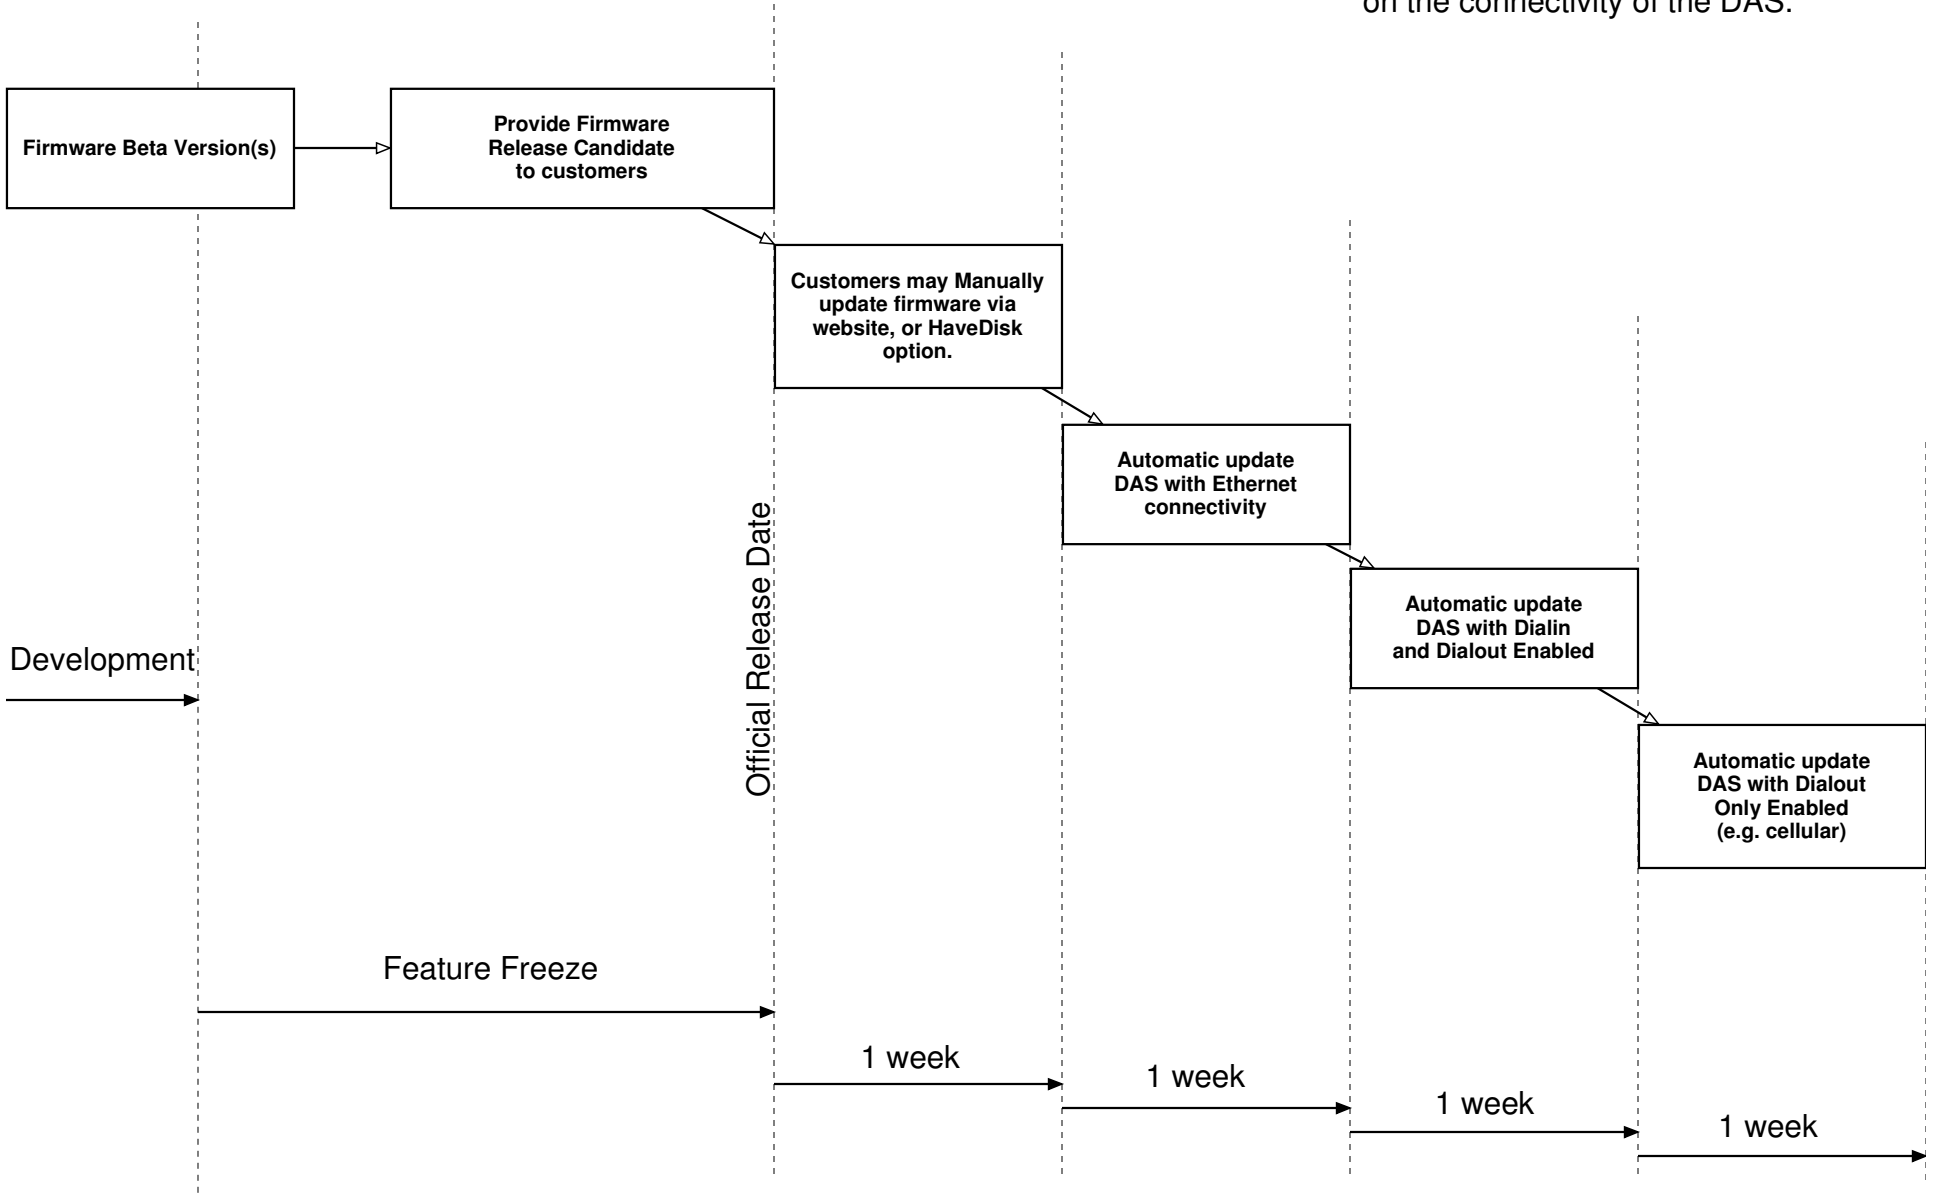 on the connectivity of the DAS.
Firmware Beta Version(s)
Provide Firmware
Release Candidate
to customers
Customers may Manually
update firmware via
website, or HaveDisk
option.
Automatic update
DAS with Ethernet
connectivity
Official Release Date
Automatic update
DAS with Dialin
and Dialout Enabled
Development
Automatic update
DAS with Dialout
Only Enabled
(e.g. cellular)
Feature Freeze
1 week
1 week
1 week
1 week